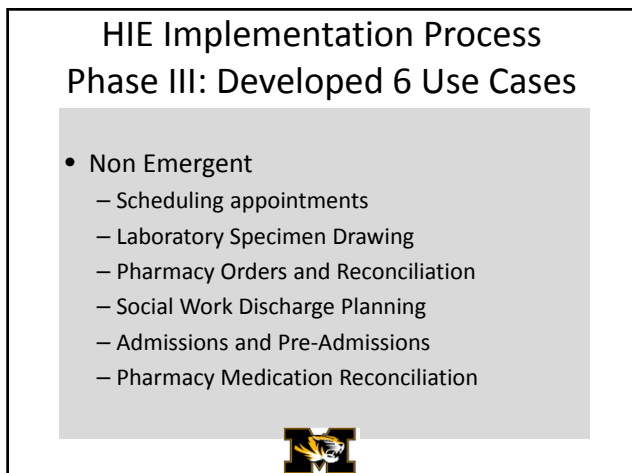 HIE Implementation Process
Phase III: Developed 6 Use Cases
• Non Emergent
– Scheduling appointments
– Laboratory Specimen Drawing
– Pharmacy Orders and Reconciliation
– Social Work Discharge Planning
– Admissions and Pre-Admissions
– Pharmacy Medication Reconciliation
M